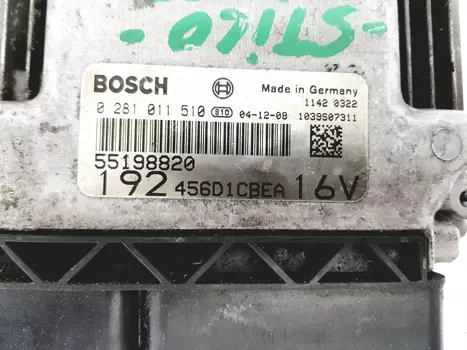 -STILO-
BOSCH
Made in Germany
1142 0322
0 281 011 510 810 04-12-08 1039S07311
55198820
192 456D1CBEA 16V